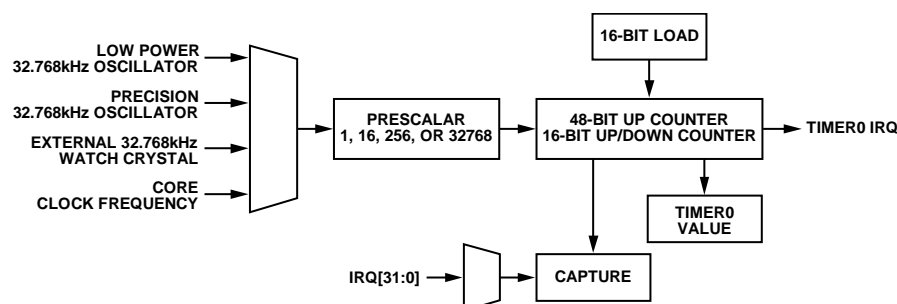 LOW POWER
32.768kHz OSCILLATOR
PRECISION
32.768kHz OSCILLATOR
EXTERNAL 32.768kHz
WATCH CRYSTAL
CORE
CLOCK FREQUENCY
PRESCALAR
1, 16, 256, OR 32768
16-BIT LOAD
48-BIT UP COUNTER
16-BIT UP/DOWN COUNTER
TIMER0 IRQ
TIMER0
VALUE
IRQ[31:0]
CAPTURE